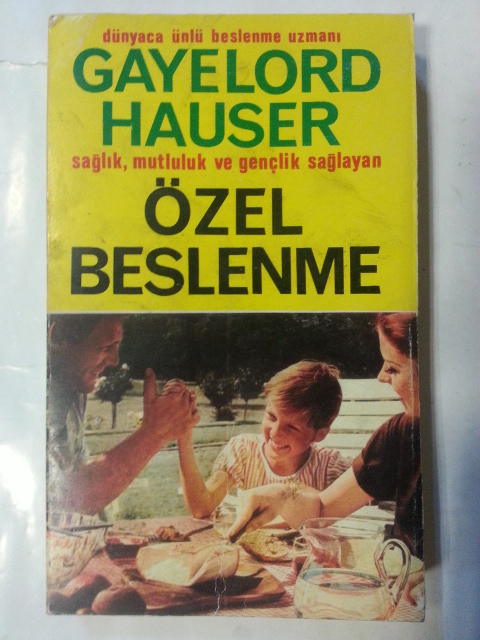 dünyaca ünlü beslenme uzmanı
GAYELORD
HAUSER
sağlık, mutluluk ve gençlik sağlayan
ÖZEL
BESLENME